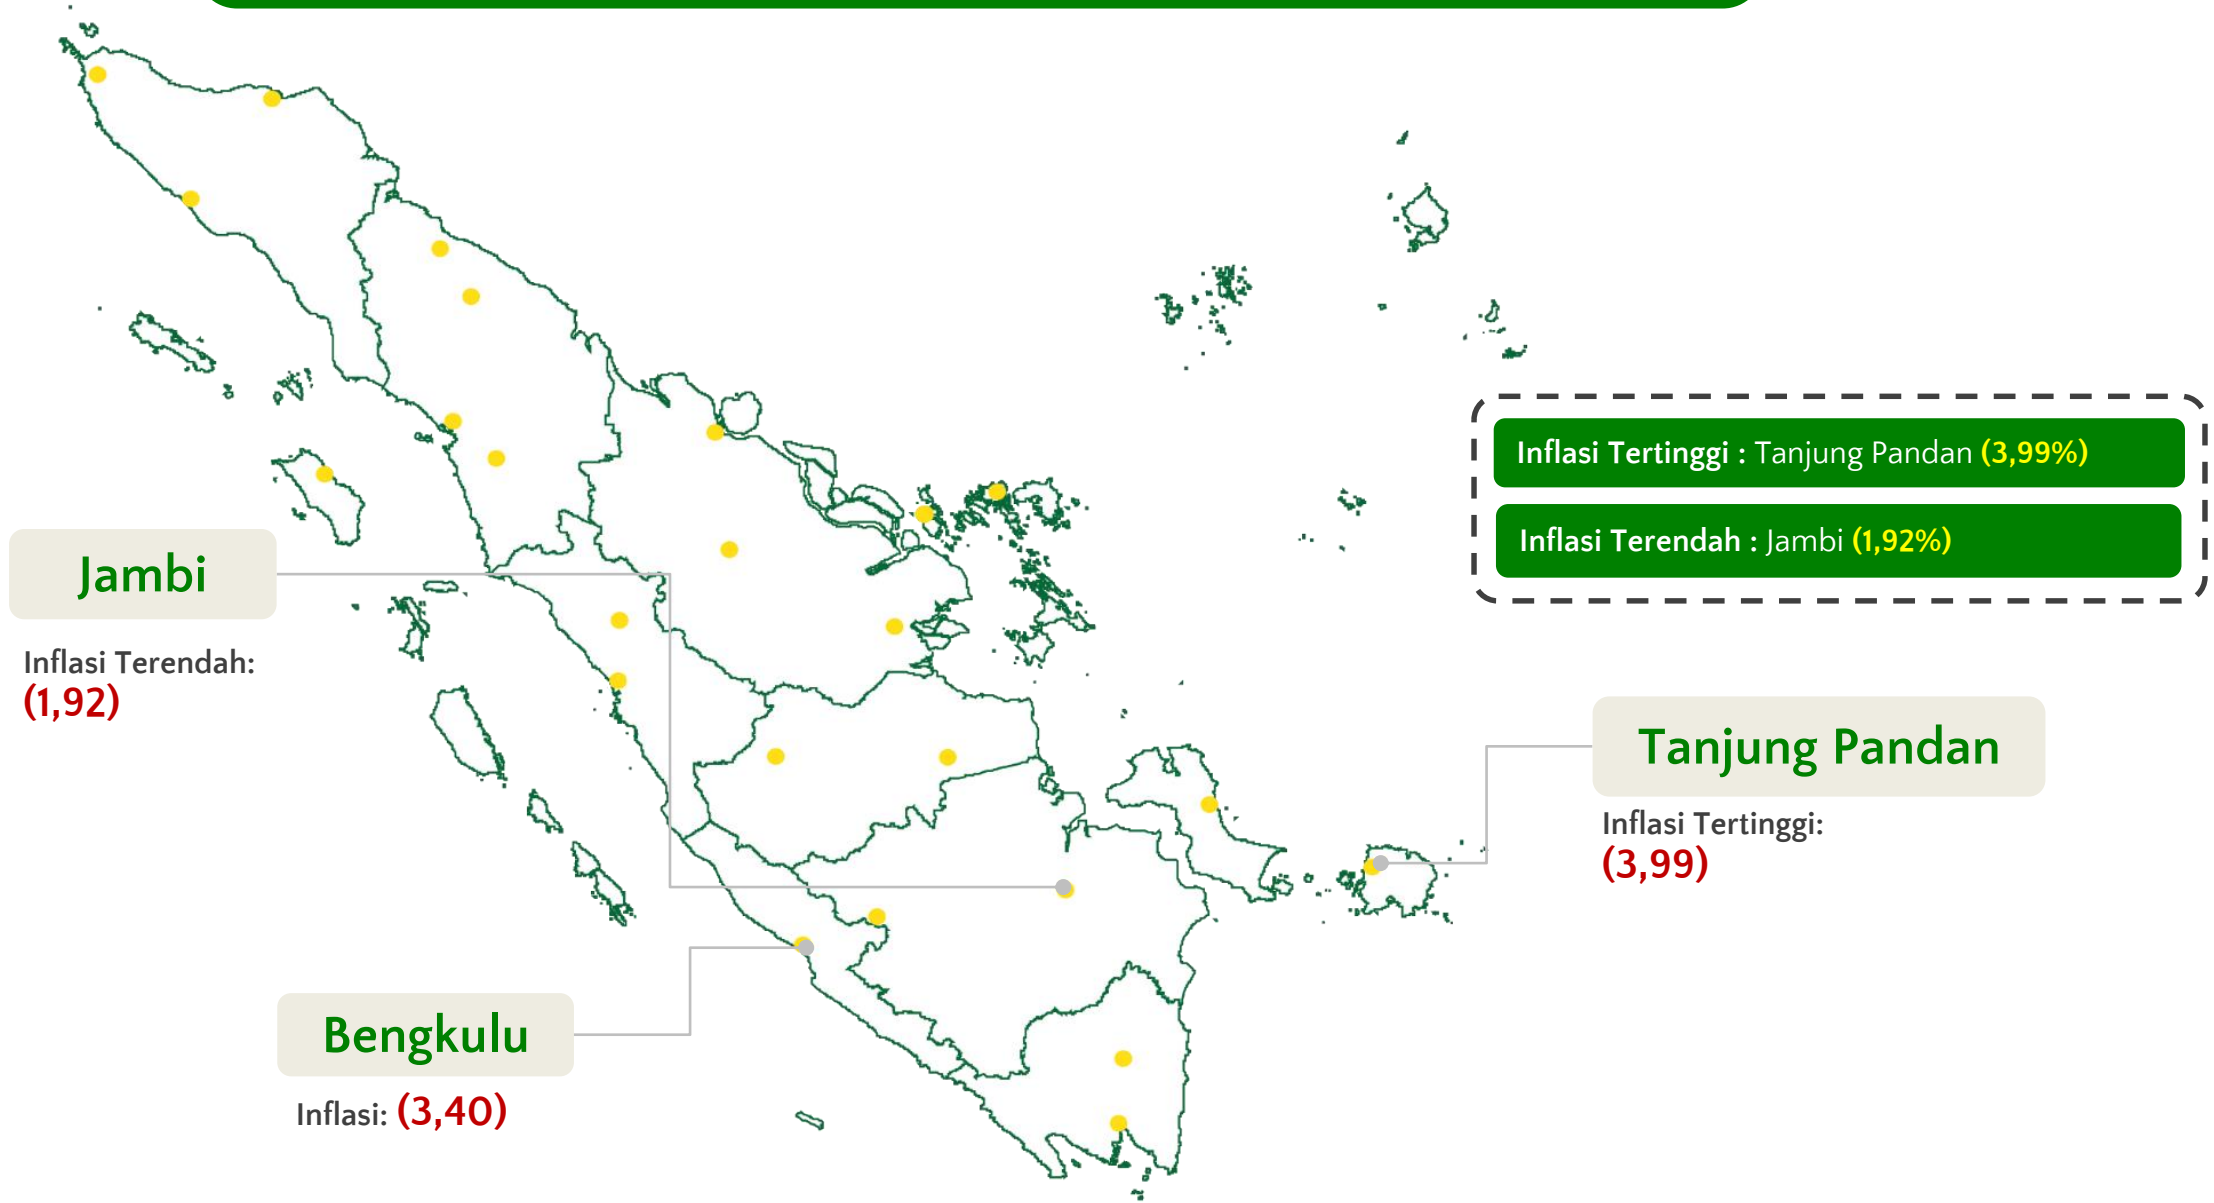 Inflasi Tertinggi : Tanjung Pandan (3,99%)
Inflasi Terendah : Jambi (1,92%)
Jambi
Inflasi Terendah:
(1,92)
Tanjung Pandan
Inflasi Tertinggi:
(3,99)
Bengkulu
Inflasi: (3,40)